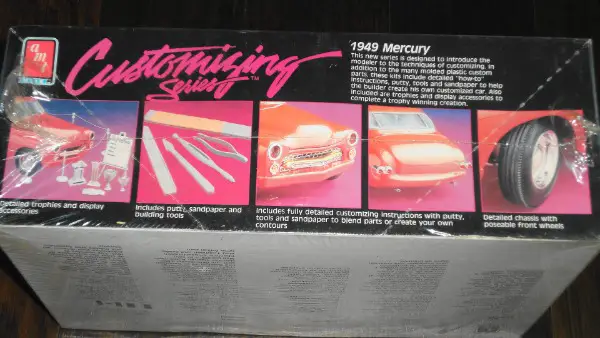 amt
Customizing
Series™
1949 Mercury
This new series is designed to introduce the
modeler to the techniques of customizing. In
addition to the many molded plastic custom
parts, these kits include detailed "how-to"
instructions, putty, tools and sandpaper to help
the builder create his own customized car. Also
included are trophies and display accessories to
complete a trophy winning creation.
Detailed trophies and display
accessories
Includes putty, sandpaper and
building tools
Includes fully detailed customizing instructions with putty,
tools and sandpaper to blend parts or create your own
contours
Detailed chassis with
poseable front wheels